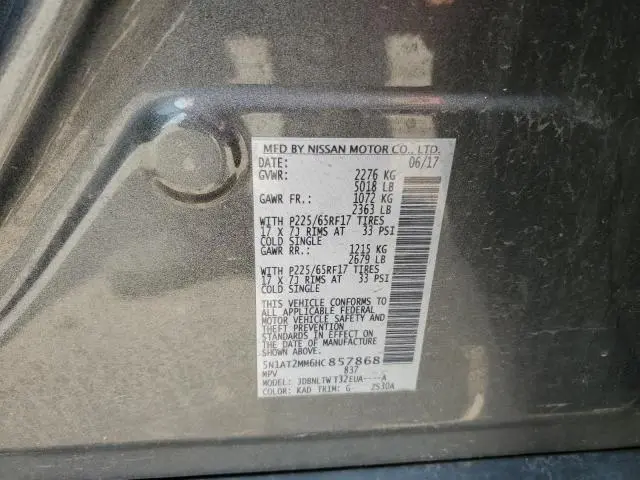 MFD BY NISSAN MOTOR CO., LTD.
DATE: 06/17
GVWR: 2276 KG
5018 LB
GAWR FR.: 1072 KG
2363 LB
WITH P225/65RF17 TIRES
17 X 7J RIMS AT 33 PSI
COLD SINGLE
GAWR RR.: 1215 KG
2679 LB
WITH P225/65RF17 TIRES
17 X 7J RIMS AT 33 PSI
COLD SINGLE
THIS VEHICLE CONFORMS TO
ALL APPLICABLE FEDERAL
MOTOR VEHICLE SAFETY AND
THEFT PREVENTION
STANDARDS IN EFFECT ON
THE DATE OF MANUFACTURE
SHOWN ABOVE.
5N1AT2MM6HC857868
MPV 837
MODEL: JDBNLTWT32EUA----A
COLOR: KAD TRIM: G 2530A